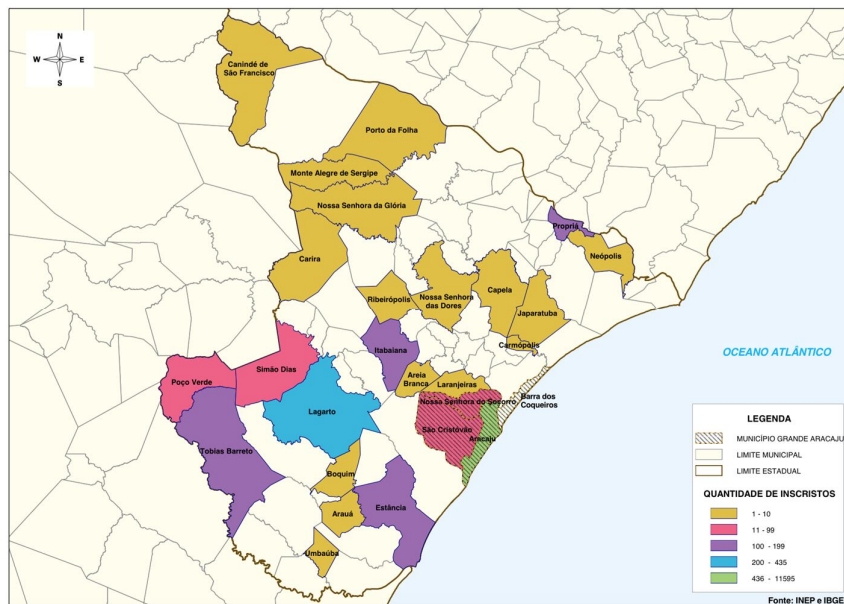 N
W E
S
Canindé de
São Francisco
Porto da Folha
Monte Alegre de Sergipe
Nossa Senhora da Glória
Carira
Propriá
Neópolis
Ribeirópolis
Nossa Senhora
das Dores
Capela
Japaratuba
Carmópolis
Itabaiana
Simão Dias
Poço Verde
Areia
Branca
Laranjeiras
Nossa Senhora do Socorro
Barra dos
Coqueiros
Lagarto
São Cristóvão
Aracaju
Tobias Barreto
Boquim
Estância
Arauá
Umbaúba
OCEANO ATLÂNTICO
LEGENDA
MUNICÍPIO GRANDE ARACAJU
LIMITE MUNICIPAL
LIMITE ESTADUAL
QUANTIDADE DE INSCRISTOS
1 - 10
11 - 99
100 - 199
200 - 435
436 - 11595
Fonte: INEP e IBGE